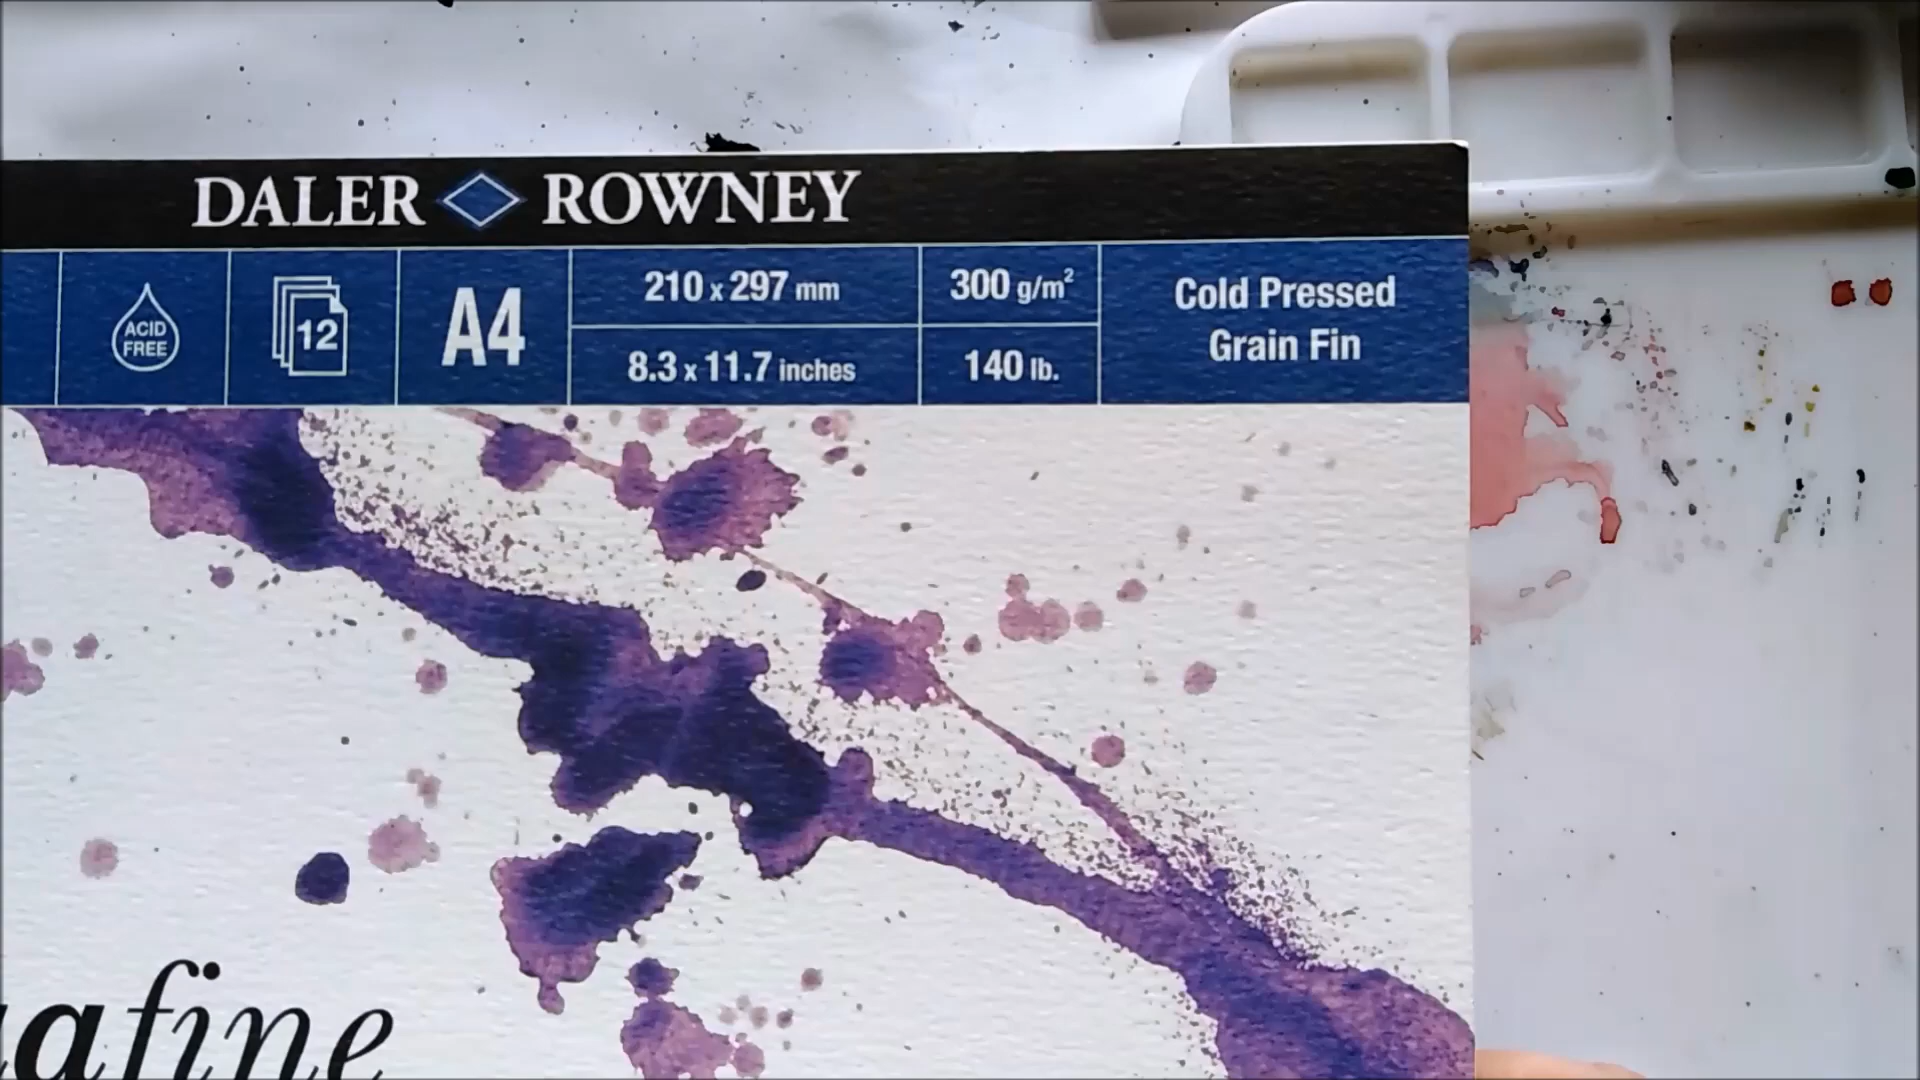 DALER ROWNEY
ACID
FREE
12
A4
210 x 297 mm
8.3 x 11.7 inches
300 g/m²
140 lb.
Cold Pressed
Grain Fin
afine